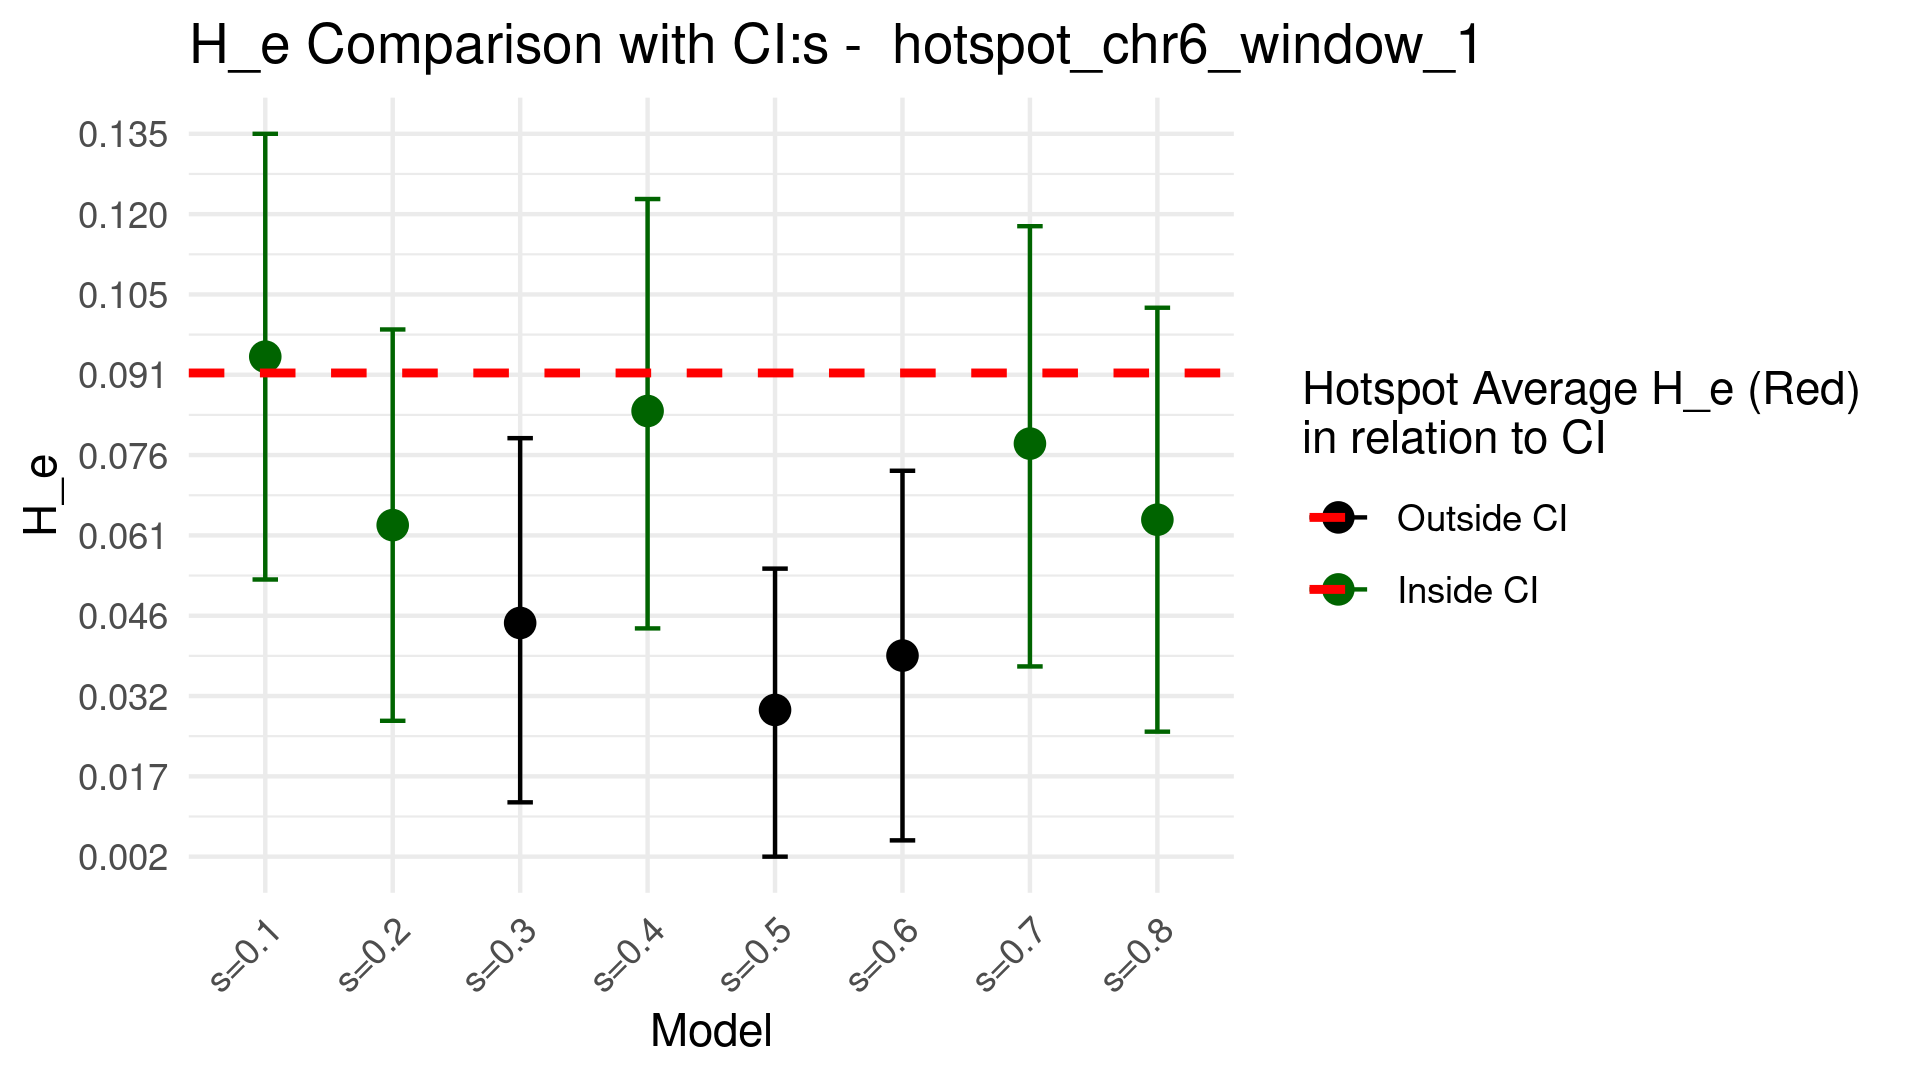 H_e Comparison with CI:s -  hotspot_chr6_window_1
0.135
0.120
0.105
0.091
0.076
0.061
0.046
0.032
0.017
0.002
H_e
s=0.1
s=0.2
s=0.3
s=0.4
s=0.5
s=0.6
s=0.7
s=0.8
Model
Hotspot Average H_e (Red)
in relation to CI
Outside CI
Inside CI